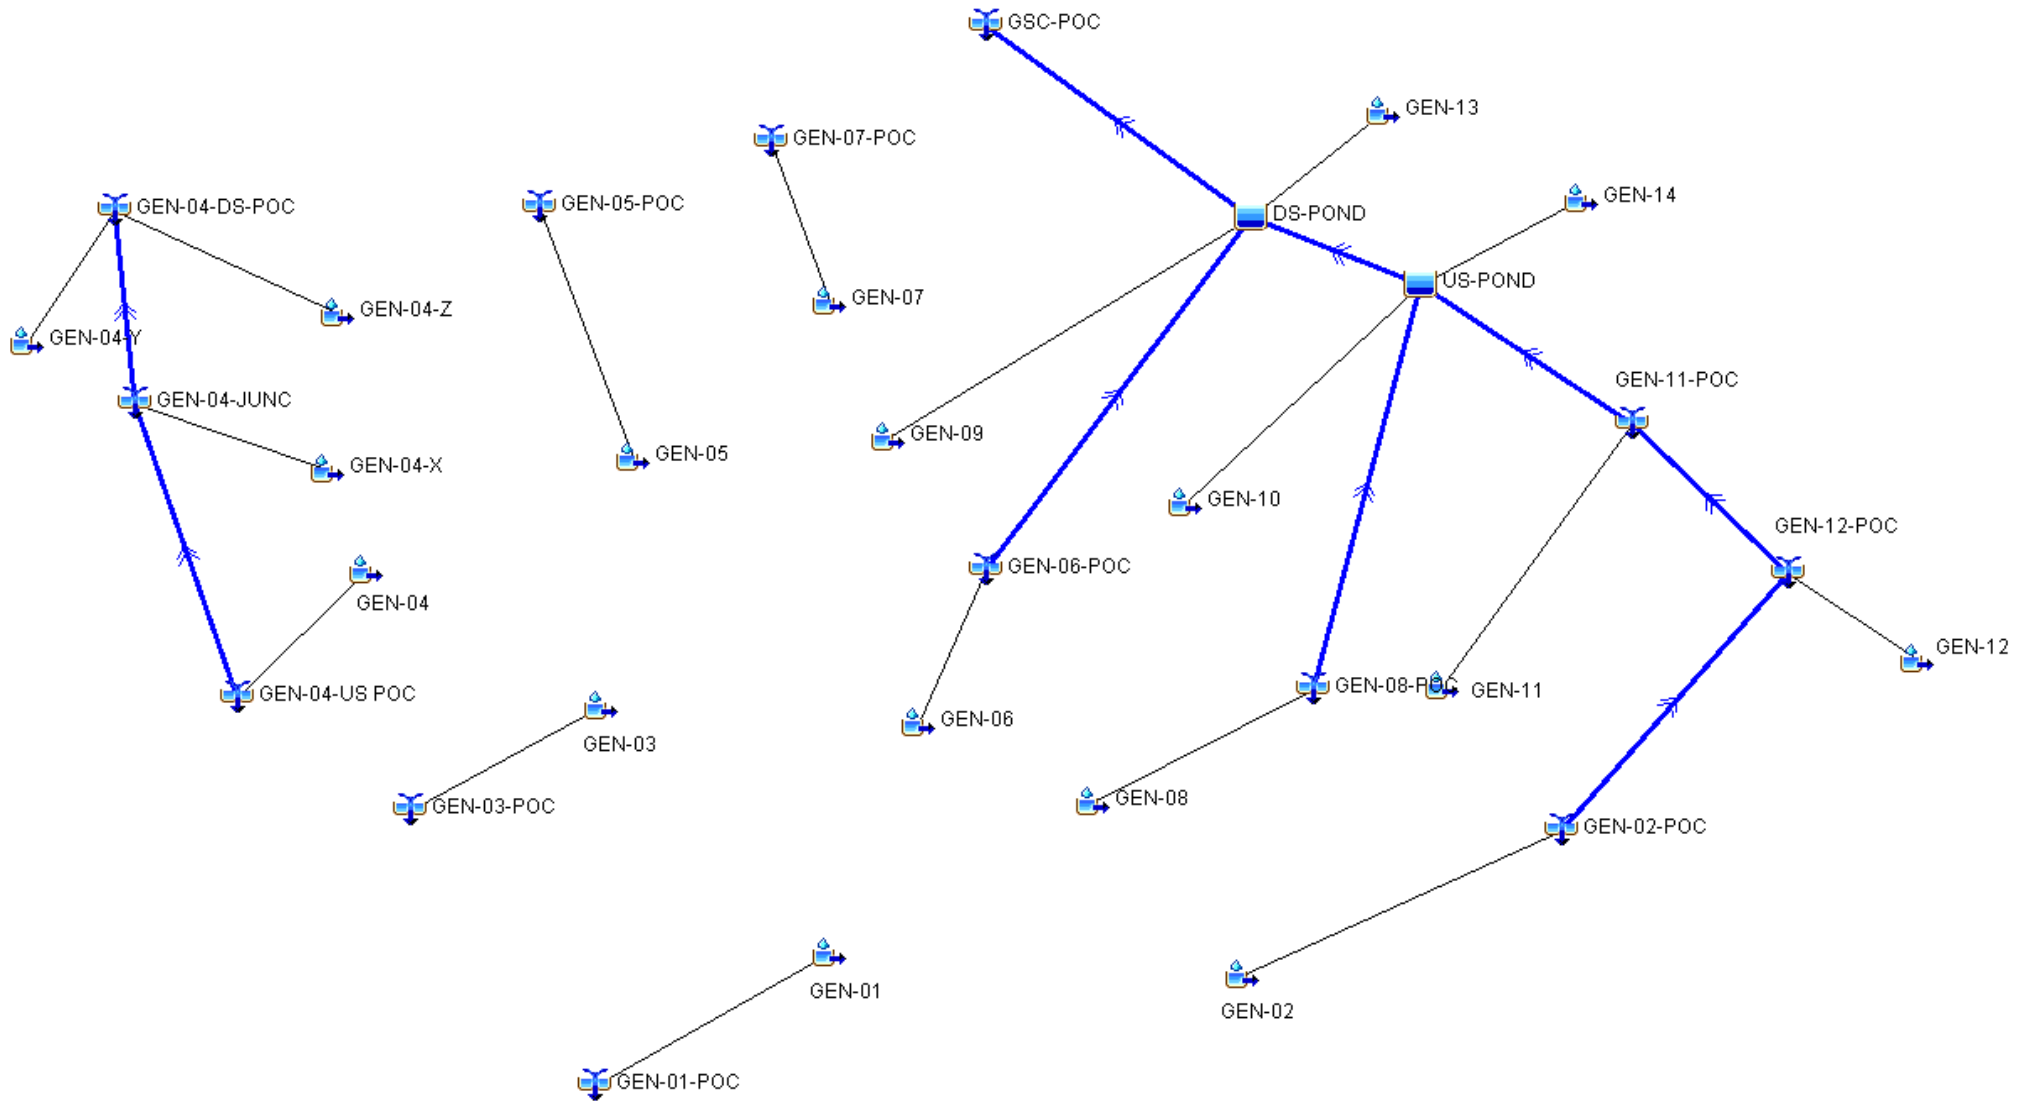 GSC-POC
GEN-13
GEN-07-POC
GEN-14
GEN-04-DS-POC
GEN-05-POC
DS-POND
US-POND
GEN-07
GEN-04-Z
GEN-04-Y
GEN-11-POC
GEN-04-JUNC
GEN-09
GEN-05
GEN-04-X
GEN-10
GEN-12-POC
GEN-06-POC
GEN-04
GEN-12
GEN-08-POC
GEN-11
GEN-04-US POC
GEN-06
GEN-03
GEN-08
GEN-03-POC
GEN-02-POC
GEN-01
GEN-02
GEN-01-POC